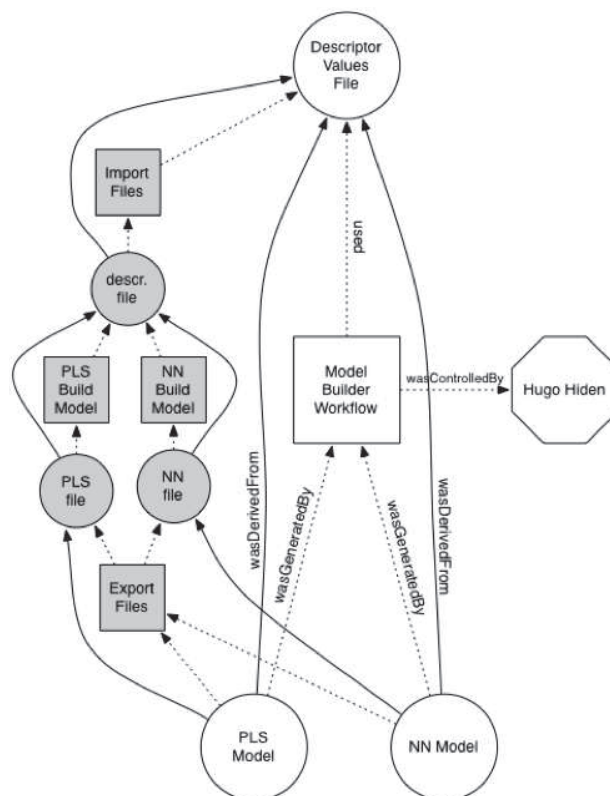 Descriptor
Values
File
Import
Files
descr.
file
used
PLS
Build
Model
NN
Build
Model
Model
Builder
Workflow
wasControlledBy
Hugo Hiden
PLS
file
NN
file
wasDerivedFrom
wasGeneratedBy
wasGeneratedBy
wasDerivedFrom
Export
Files
PLS
Model
NN Model